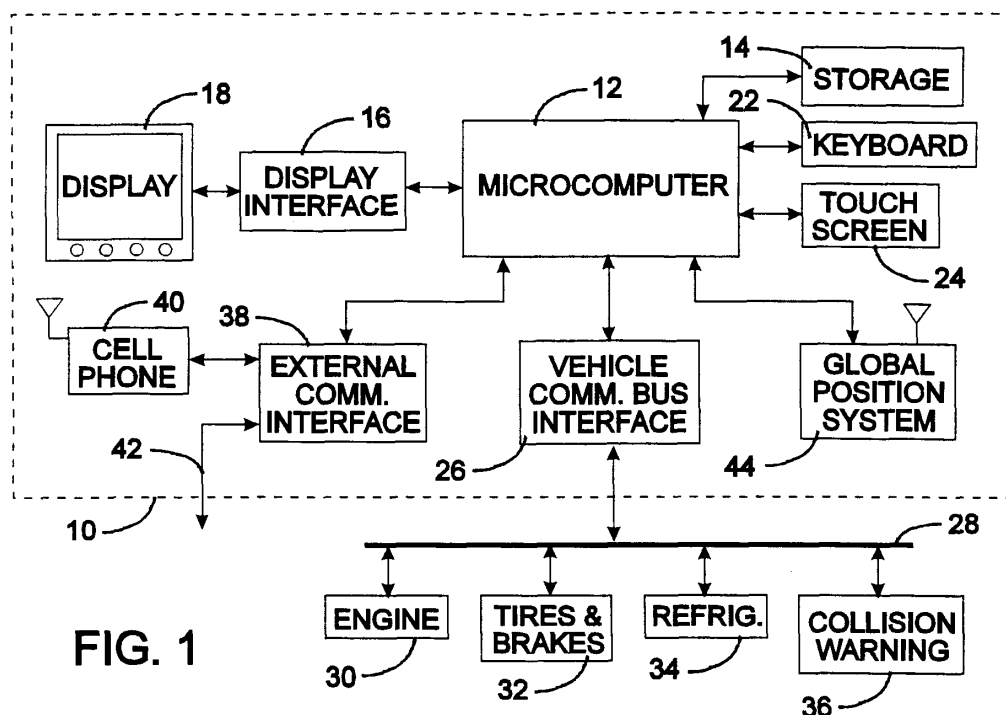 14
STORAGE
18
12
22
16
KEYBOARD
DISPLAY
DISPLAY
INTERFACE
MICROCOMPUTER
TOUCH
SCREEN
24
40
38
CELL
PHONE
EXTERNAL
COMM.
INTERFACE
VEHICLE
COMM. BUS
INTERFACE
GLOBAL
POSITION
SYSTEM
42
26
44
10
28
ENGINE
TIRES &
BRAKES
REFRIG.
COLLISION
WARNING
30
32
34
36
FIG. 1